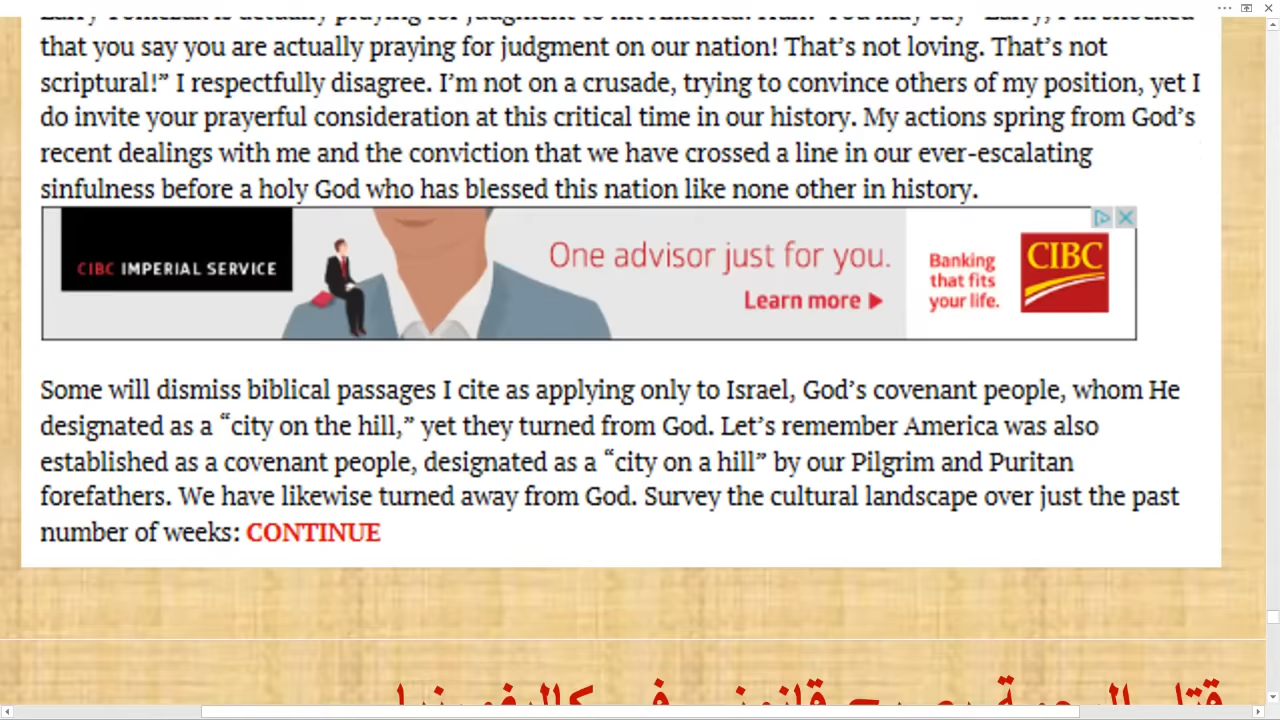 that you say you are actually praying for judgment on our nation! That’s not loving. That’s not
scriptural!” I respectfully disagree. I’m not on a crusade, trying to convince others of my position, yet I
do invite your prayerful consideration at this critical time in our history. My actions spring from God’s
recent dealings with me and the conviction that we have crossed a line in our ever-escalating
sinfulness before a holy God who has blessed this nation like none other in history.
CIBC IMPERIAL SERVICE
One advisor just for you.
Learn more
Banking
that fits
your life.
CIBC
Some will dismiss biblical passages I cite as applying only to Israel, God’s covenant people, whom He
designated as a “city on the hill,” yet they turned from God. Let’s remember America was also
established as a covenant people, designated as a “city on a hill” by our Pilgrim and Puritan
forefathers. We have likewise turned away from God. Survey the cultural landscape over just the past
number of weeks: CONTINUE